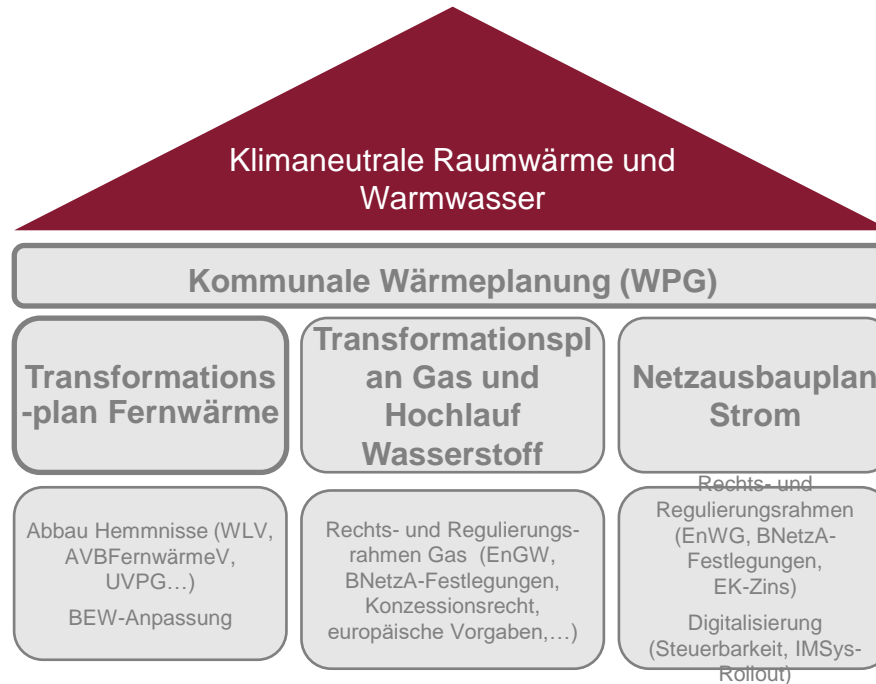 Klimaneutrale Raumwärme und
Warmwasser
Kommunale Wärmeplanung (WPG)
Transformations
-plan Fernwärme
Transformationspl
an Gas und
Hochlauf
Wasserstoff
Netzausbauplan
Strom
Abbau Hemmnisse (WLV,
AVBFernwärmeV,
UVPG…)
BEW-Anpassung
Rechts- und Regulierungs-
rahmen Gas (EnGW,
BNetzA-Festlegungen,
Konzessionsrecht,
europäische Vorgaben,…)
Rechts- und
Regulierungsrahmen
(EnWG, BNetzA-
Festlegungen,
EK-Zins)
Digitalisierung
(Steuerbarkeit, IMSys-
Rollout)